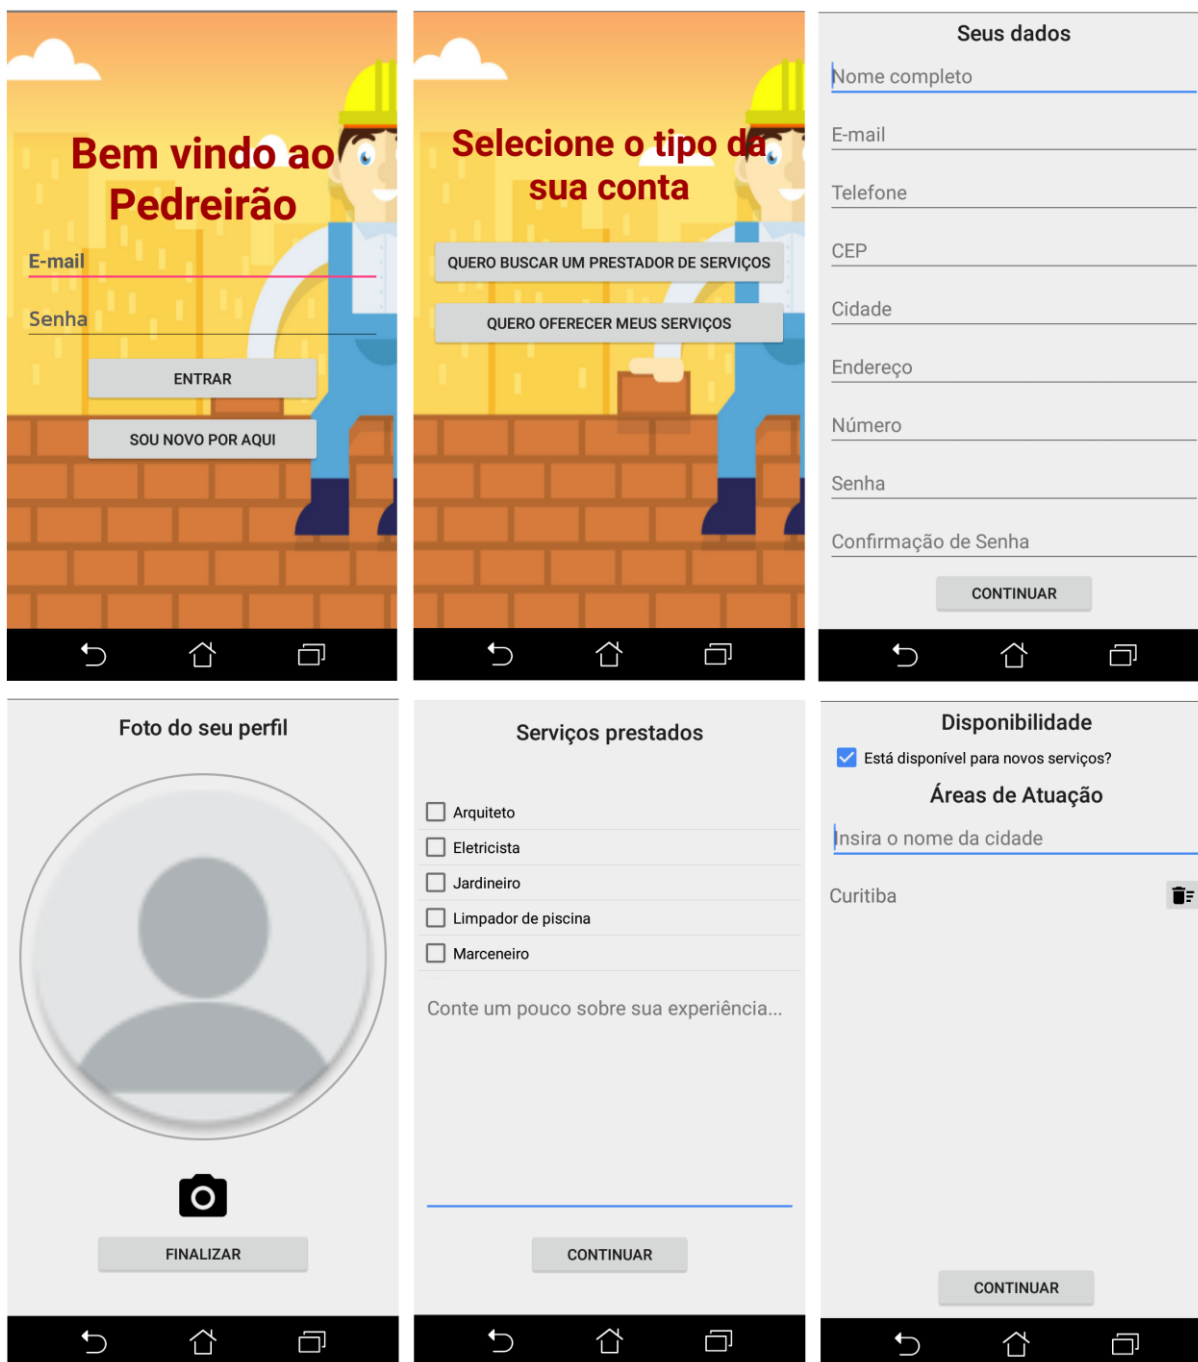 Bem vindo ao
Pedreirão
E-mail
Senha
ENTRAR
SOU NOVO POR AQUI
Selecione o tipo da
sua conta
QUERO BUSCAR UM PRESTADOR DE SERVIÇOS
QUERO OFERECER MEUS SERVIÇOS
Seus dados
Nome completo
E-mail
Telefone
CEP
Cidade
Endereço
Número
Senha
Confirmação de Senha
CONTINUAR
Foto do seu perfil
FINALIZAR
Serviços prestados
Arquiteto
Eletricista
Jardineiro
Limpador de piscina
Marceneiro
Conte um pouco sobre sua experiência...
CONTINUAR
Disponibilidade
Está disponível para novos serviços?
Áreas de Atuação
Insira o nome da cidade
Curitiba
CONTINUAR